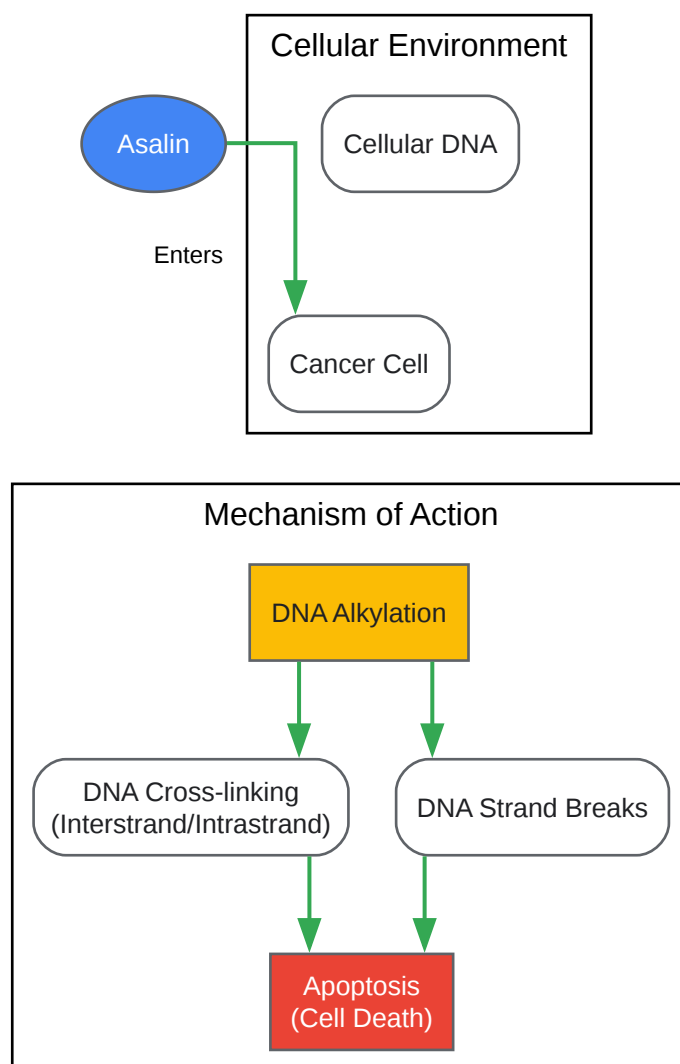 Cellular Environment
Asalin
Cellular DNA
Enters
Cancer Cell
Mechanism of Action
DNA Alkylation
DNA Cross-linking
(Interstrand/Intrastrand)
DNA Strand Breaks
Apoptosis
(Cell Death)